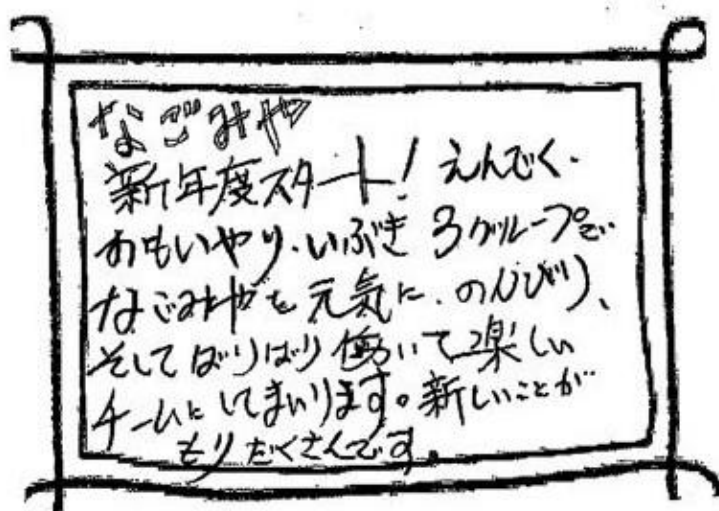 なごみや
新年度スタート! えんでく・
おもいやり・いぶき 3グループで
なごみやを元気に、のんびり、
そしてばりばり働いて楽しい
チームにしてまいります。新しいことが
もりだくさんです。